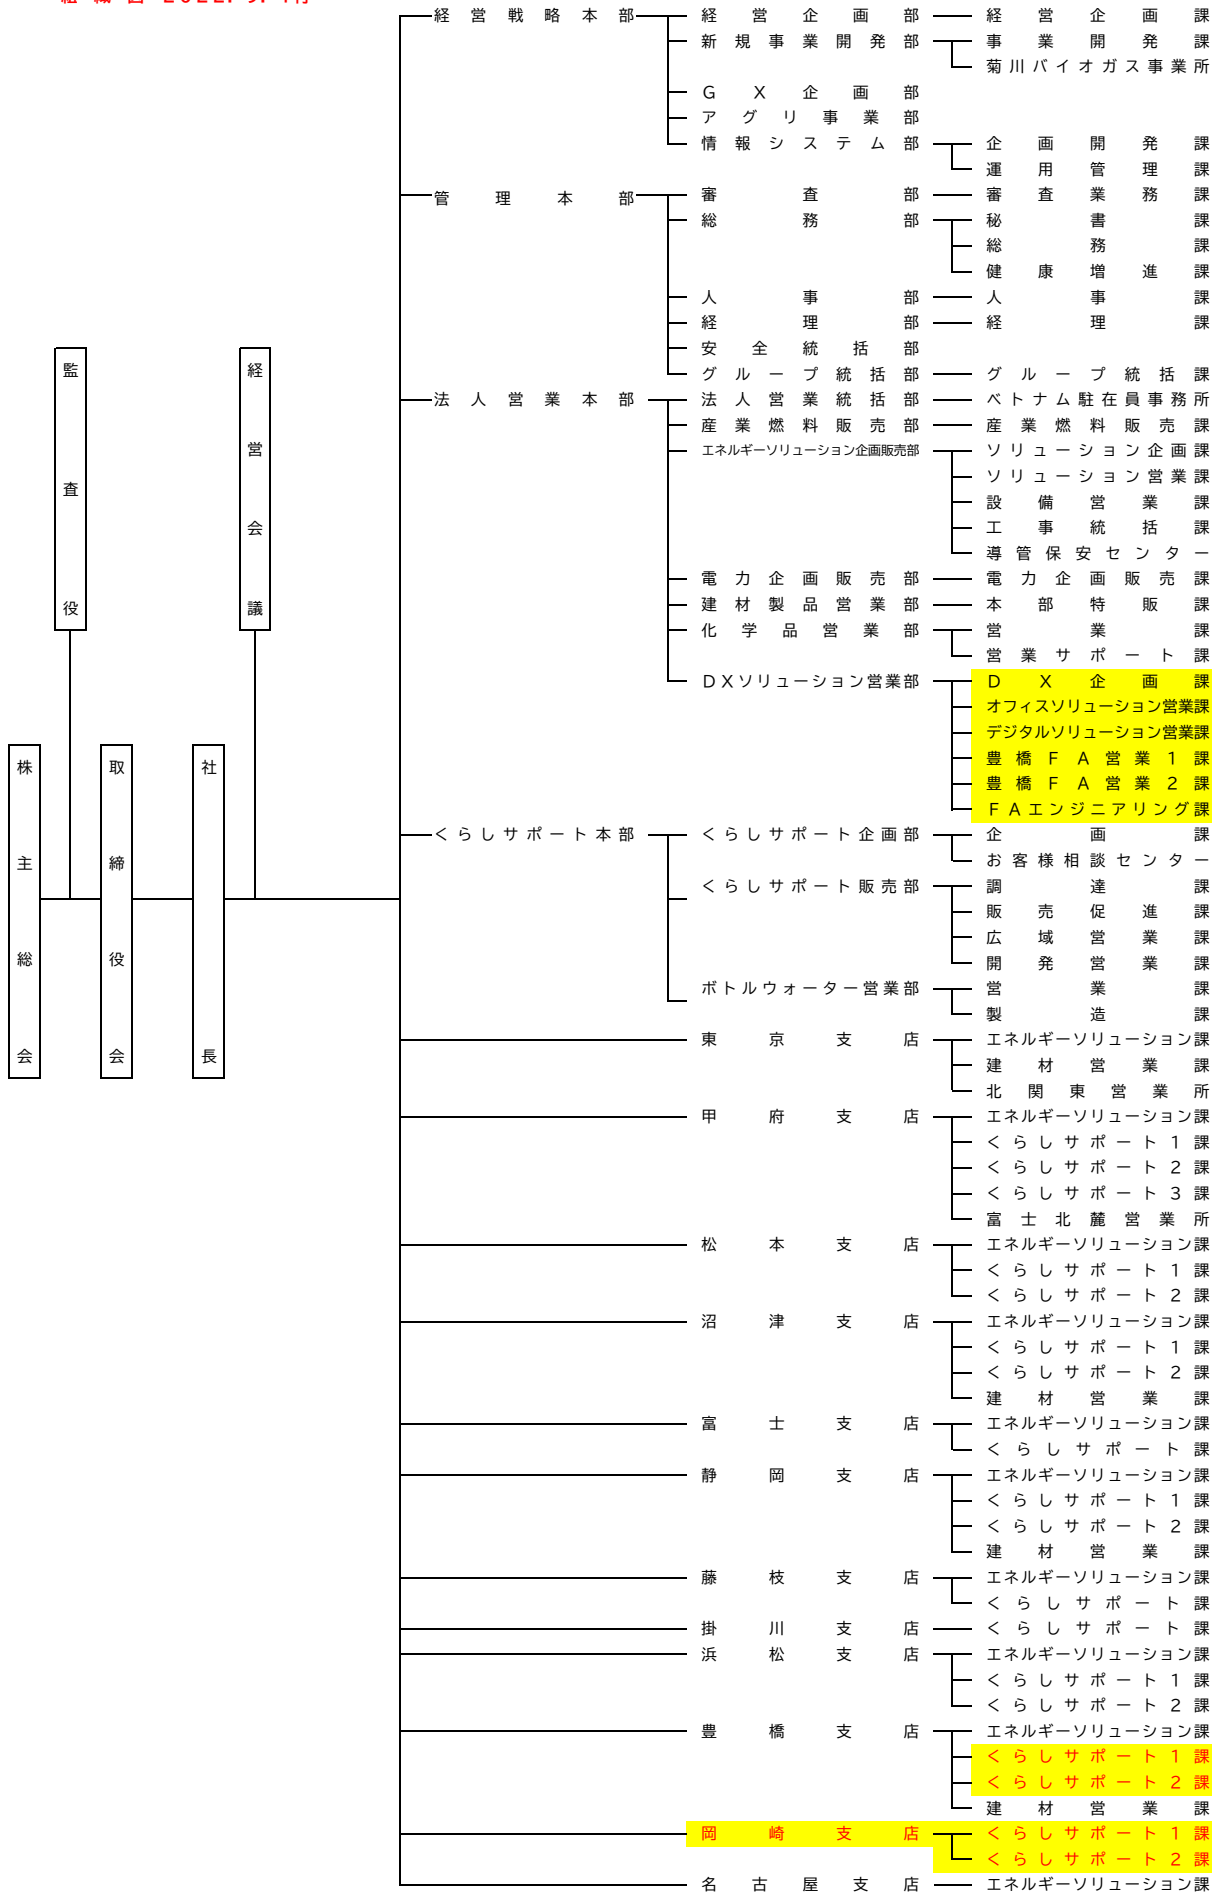 経営戦略本部 経営企画部 経営企画課
新規事業開発部 事業開発課
菊川バイオガス事業所
GX企画部
アグリ事業部
情報システム部 企画開発課
運用管理課
管理本部 審査部 審査業務課
総務部 秘書課
総務課
健康増進課
人事部 人事課
経理部 経理課
安全統括部
グループ統括部 グループ統括課
法人営業本部 法人営業統括部 ベトナム駐在員事務所
産業燃料販売部 産業燃料販売課
エネルギーソリューション企画販売部 ソリューション企画課
ソリューション営業課
設備営業課
工事統括課
導管保安センター
電力企画販売部 電力企画販売課
建材製品営業部 本部特販課
化学品営業部 営業課
営業サポート課
DXソリューション営業部 DX企画課
オフィスソリューション営業課
デジタルソリューション営業課
豊橋FA営業1課
豊橋FA営業2課
FAエンジニアリング課
くらしサポート本部 くらしサポート企画部 企画課
お客様相談センター
くらしサポート販売部 調達課
販売促進課
広域営業課
開発営業課
ボトルウォーター営業部 営業課
製造課
監査役
経営会議
株主総会
取締役会
社長
東京支店 エネルギーソリューション課
建材営業課
北関東営業所
甲府支店 エネルギーソリューション課
くらしサポート1課
くらしサポート2課
くらしサポート3課
富士北麓営業所
松本支店 エネルギーソリューション課
くらしサポート1課
くらしサポート2課
沼津支店 エネルギーソリューション課
くらしサポート1課
くらしサポート2課
建材営業課
富士支店 エネルギーソリューション課
くらしサポート課
静岡支店 エネルギーソリューション課
くらしサポート1課
くらしサポート2課
建材営業課
藤枝支店 エネルギーソリューション課
くらしサポート課
掛川支店 くらしサポート課
浜松支店 エネルギーソリューション課
くらしサポート1課
くらしサポート2課
豊橋支店 エネルギーソリューション課
くらしサポート1課
くらしサポート2課
建材営業課
岡崎支店 くらしサポート1課
くらしサポート2課
名古屋支店 エネルギーソリューション課